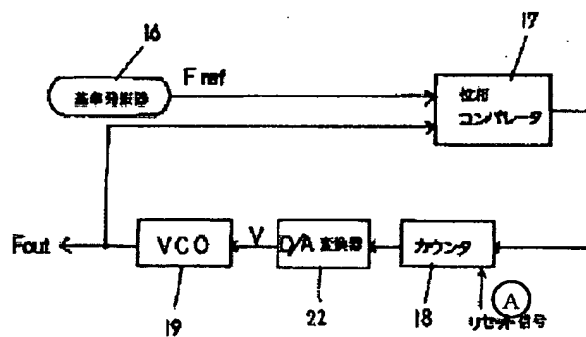 16
17
基準発振器
Fref
位相
コンパレータ
Fout
VCO
V
D/A変換器
カウンタ
19
22
18
A
リセット信号